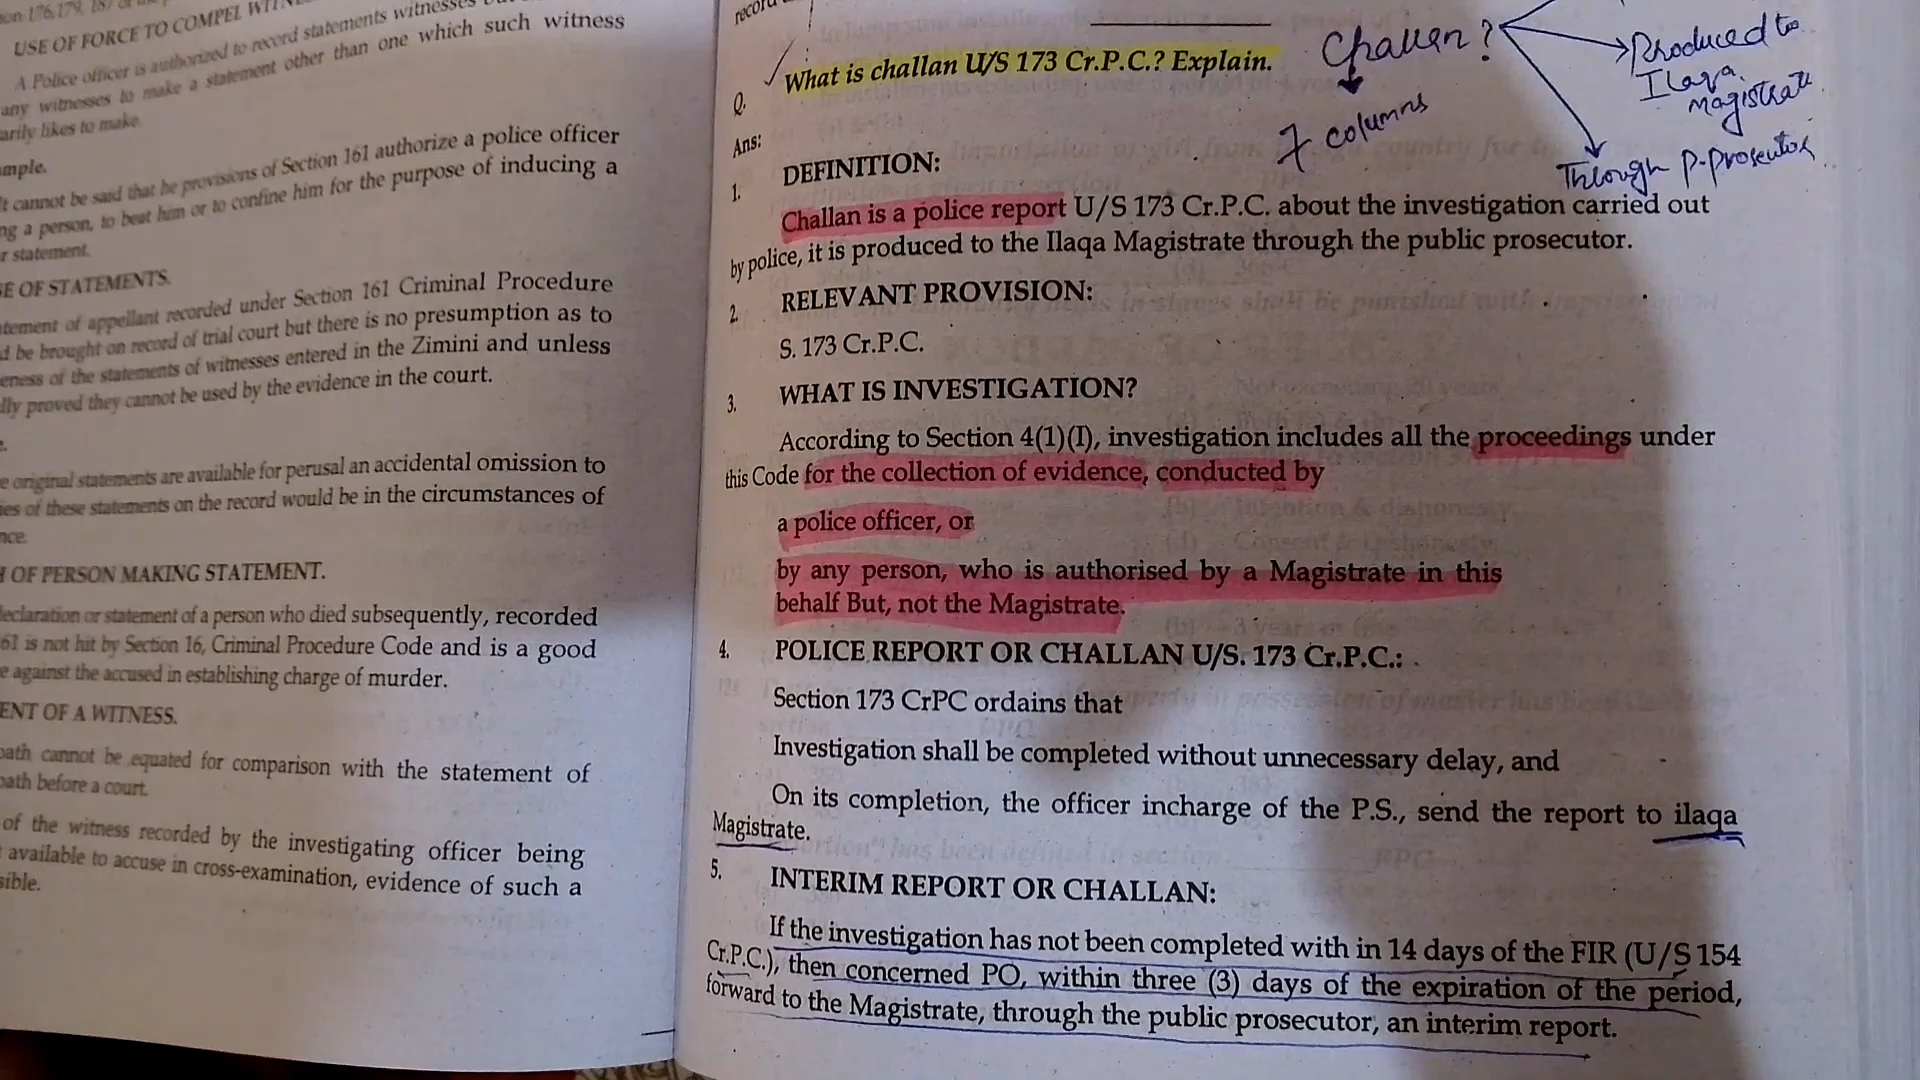 USE OF FORCE TO COMPEL
A Police officer is authorized to record statements witnesses
any witnesses to make a statement other than one which such witness
arily likes to make.
mple.
t cannot be said that he provisions of Section 161 authorize a police officer
ng a person, to beat him or to confine him for the purpose of inducing a
r statement.
SE OF STATEMENTS.
tement of appellant recorded under Section 161 Criminal Procedure
d be brought on record of trial court but there is no presumption as to
eness of the statements of witnesses entered in the Zimini and unless
lly proved they cannot be used by the evidence in the court.
e original statements are available for perusal an accidental omission to
ies of these statements on the record would be in the circumstances of
nce.
OF PERSON MAKING STATEMENT.
declaration or statement of a person who died subsequently, recorded
61 is not hit by Section 16, Criminal Procedure Code and is a good
e against the accused in establishing charge of murder.
ENT OF A WITNESS.
oath cannot be equated for comparison with the statement of
oath before a court.
of the witness recorded by the investigating officer being
available to accuse in cross-examination, evidence of such a
sible.
Q. What is challan U/S 173 Cr.P.C.? Explain.
Challan?
7 columns
Produced to
Ilaqa
magistrate
Through p-prosecutor
Ans:
1. DEFINITION:
Challan is a police report U/S 173 Cr.P.C. about the investigation carried out
by police, it is produced to the Ilaqa Magistrate through the public prosecutor.
2. RELEVANT PROVISION:
S. 173 Cr.P.C.
3. WHAT IS INVESTIGATION?
According to Section 4(1)(I), investigation includes all the proceedings under
this Code for the collection of evidence, conducted by
a police officer, or
by any person, who is authorised by a Magistrate in this
behalf But, not the Magistrate.
4. POLICE REPORT OR CHALLAN U/S. 173 Cr.P.C.:
Section 173 CrPC ordains that
Investigation shall be completed without unnecessary delay, and
On its completion, the officer incharge of the P.S., send the report to ilaqa
Magistrate.
5. INTERIM REPORT OR CHALLAN:
If the investigation has not been completed with in 14 days of the FIR (U/S 154
Cr.P.C.), then concerned PO, within three (3) days of the expiration of the period,
forward to the Magistrate, through the public prosecutor, an interim report.